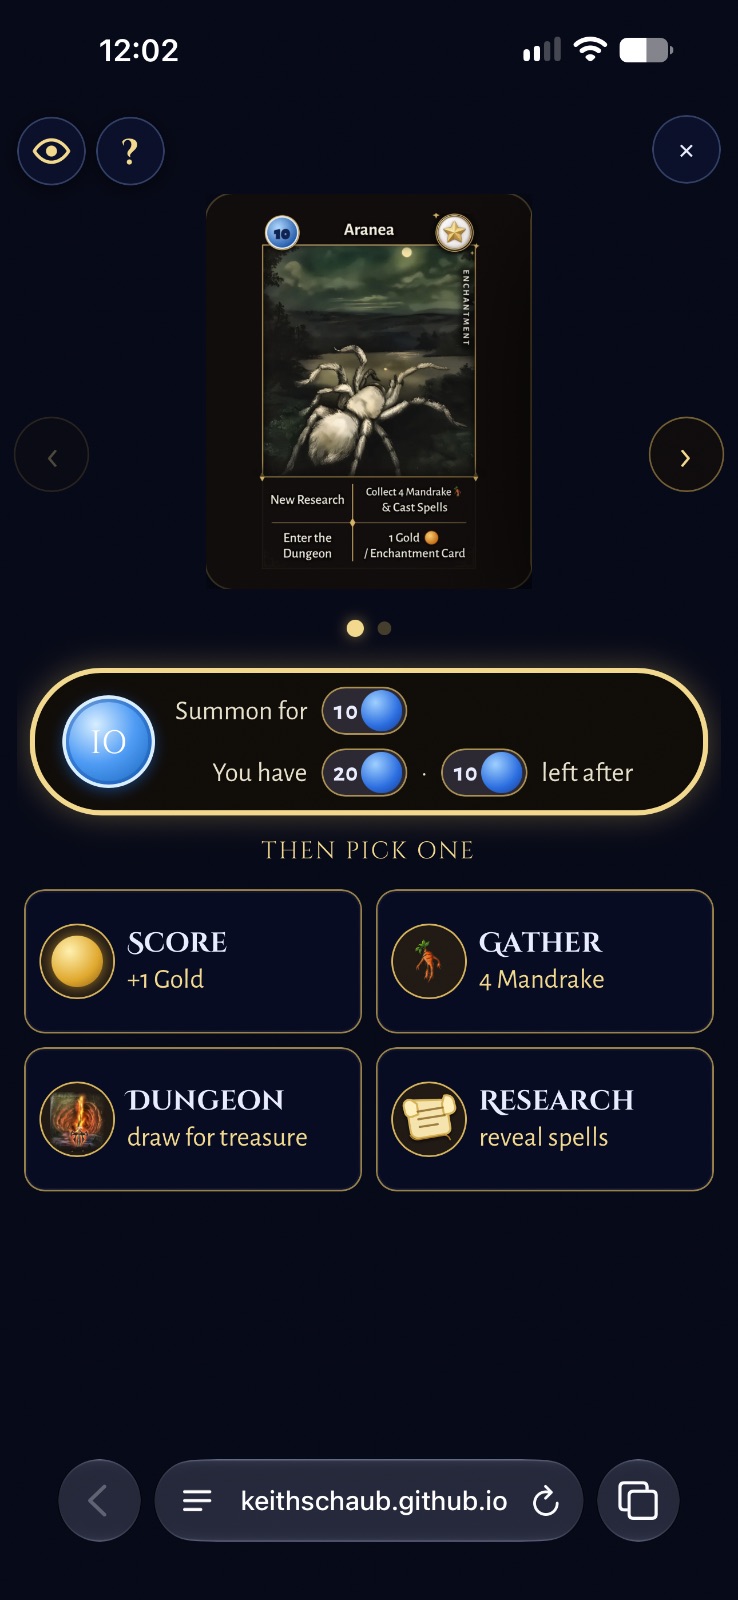 12:02
?
×
10
Aranea
ENCHANTMENT
‹
›
New Research
Collect 4 Mandrake
& Cast Spells
Enter the
Dungeon
1 Gold
/ Enchantment Card
10
Summon for 10
You have 20 · 10 left after
THEN PICK ONE
SCORE
+1 Gold
GATHER
4 Mandrake
DUNGEON
draw for treasure
RESEARCH
reveal spells
keithschaub.github.io